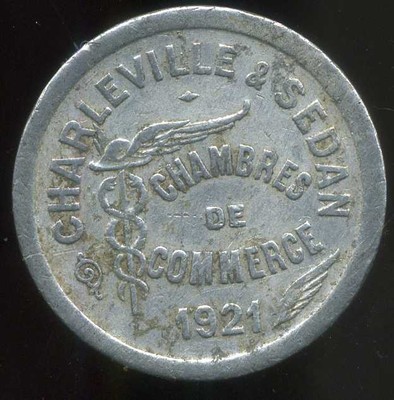 CHARLEVILLE & SEDAN
CHAMBRES
DE
COMMERCE
1921